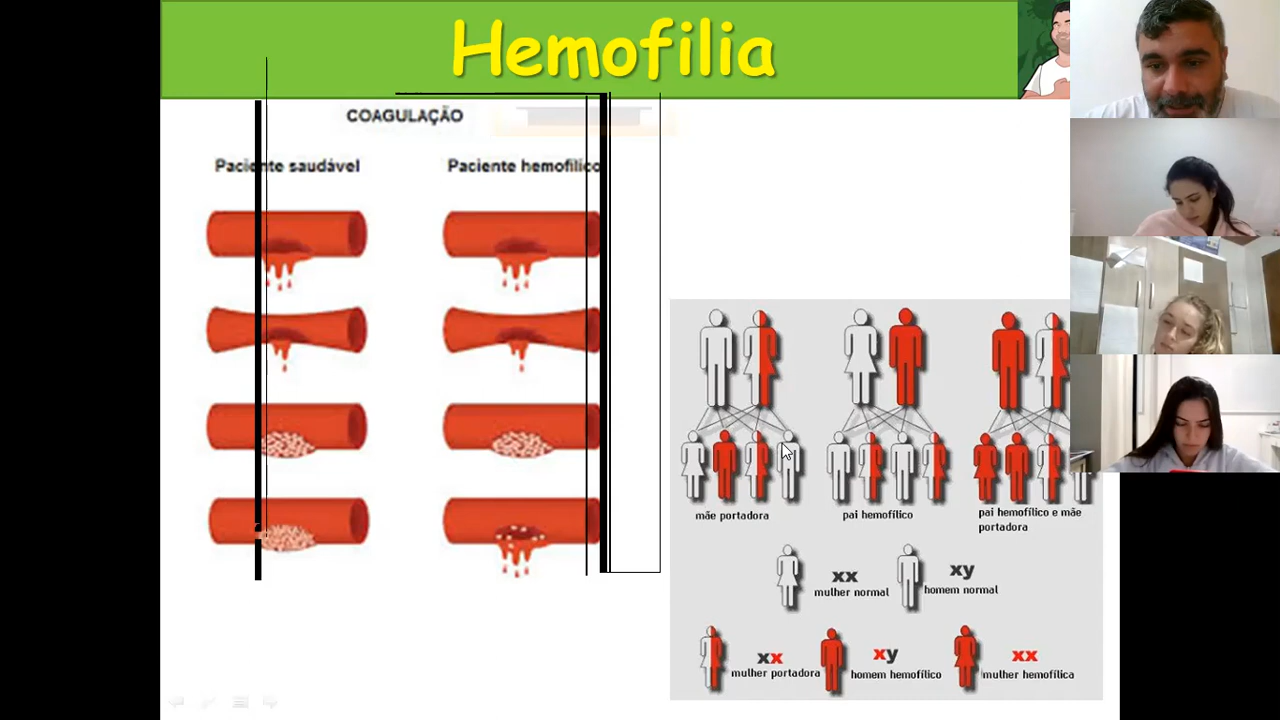 Hemofilia
COAGULAÇÃO
Paciente saudável
Paciente hemofílico
mãe portadora
pai hemofílico
pai hemofílico e mãe
portadora
xx
mulher normal
xy
homem normal
xx
mulher portadora
xy
homem hemofílico
xx
mulher hemofílica